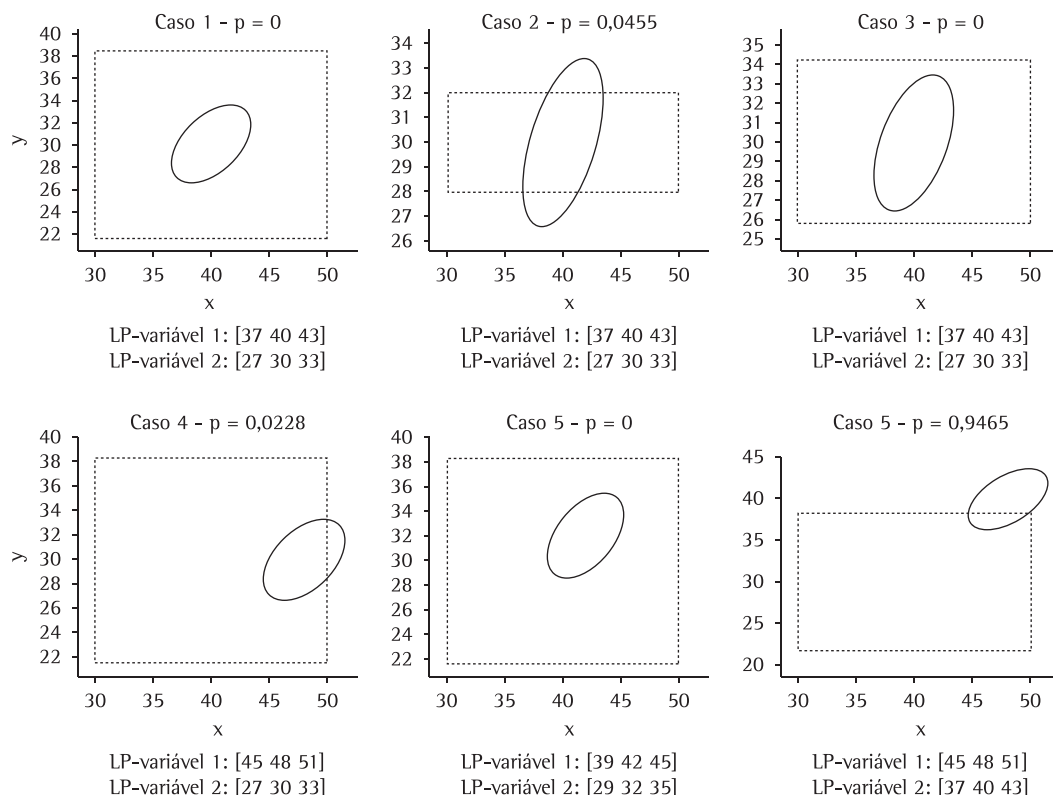 Caso 1 - p = 0
40
38
36
34
32
30
28
26
24
22
y
30 35 40 45 50
x
LP-variável 1: [37 40 43]
LP-variável 2: [27 30 33]
Caso 2 - p = 0,0455
34
33
32
31
30
29
28
27
26
30 35 40 45 50
x
LP-variável 1: [37 40 43]
LP-variável 2: [27 30 33]
Caso 3 - p = 0
35
34
33
32
31
30
29
28
27
26
25
30 35 40 45 50
x
LP-variável 1: [37 40 43]
LP-variável 2: [27 30 33]
Caso 4 - p = 0,0228
40
38
36
34
32
30
28
26
24
22
y
30 35 40 45 50
x
LP-variável 1: [45 48 51]
LP-variável 2: [27 30 33]
Caso 5 - p = 0
40
38
36
34
32
30
28
26
24
22
30 35 40 45 50
x
LP-variável 1: [39 42 45]
LP-variável 2: [29 32 35]
Caso 5 - p = 0,9465
45
40
35
30
25
20
30 35 40 45 50
x
LP-variável 1: [45 48 51]
LP-variável 2: [37 40 43]